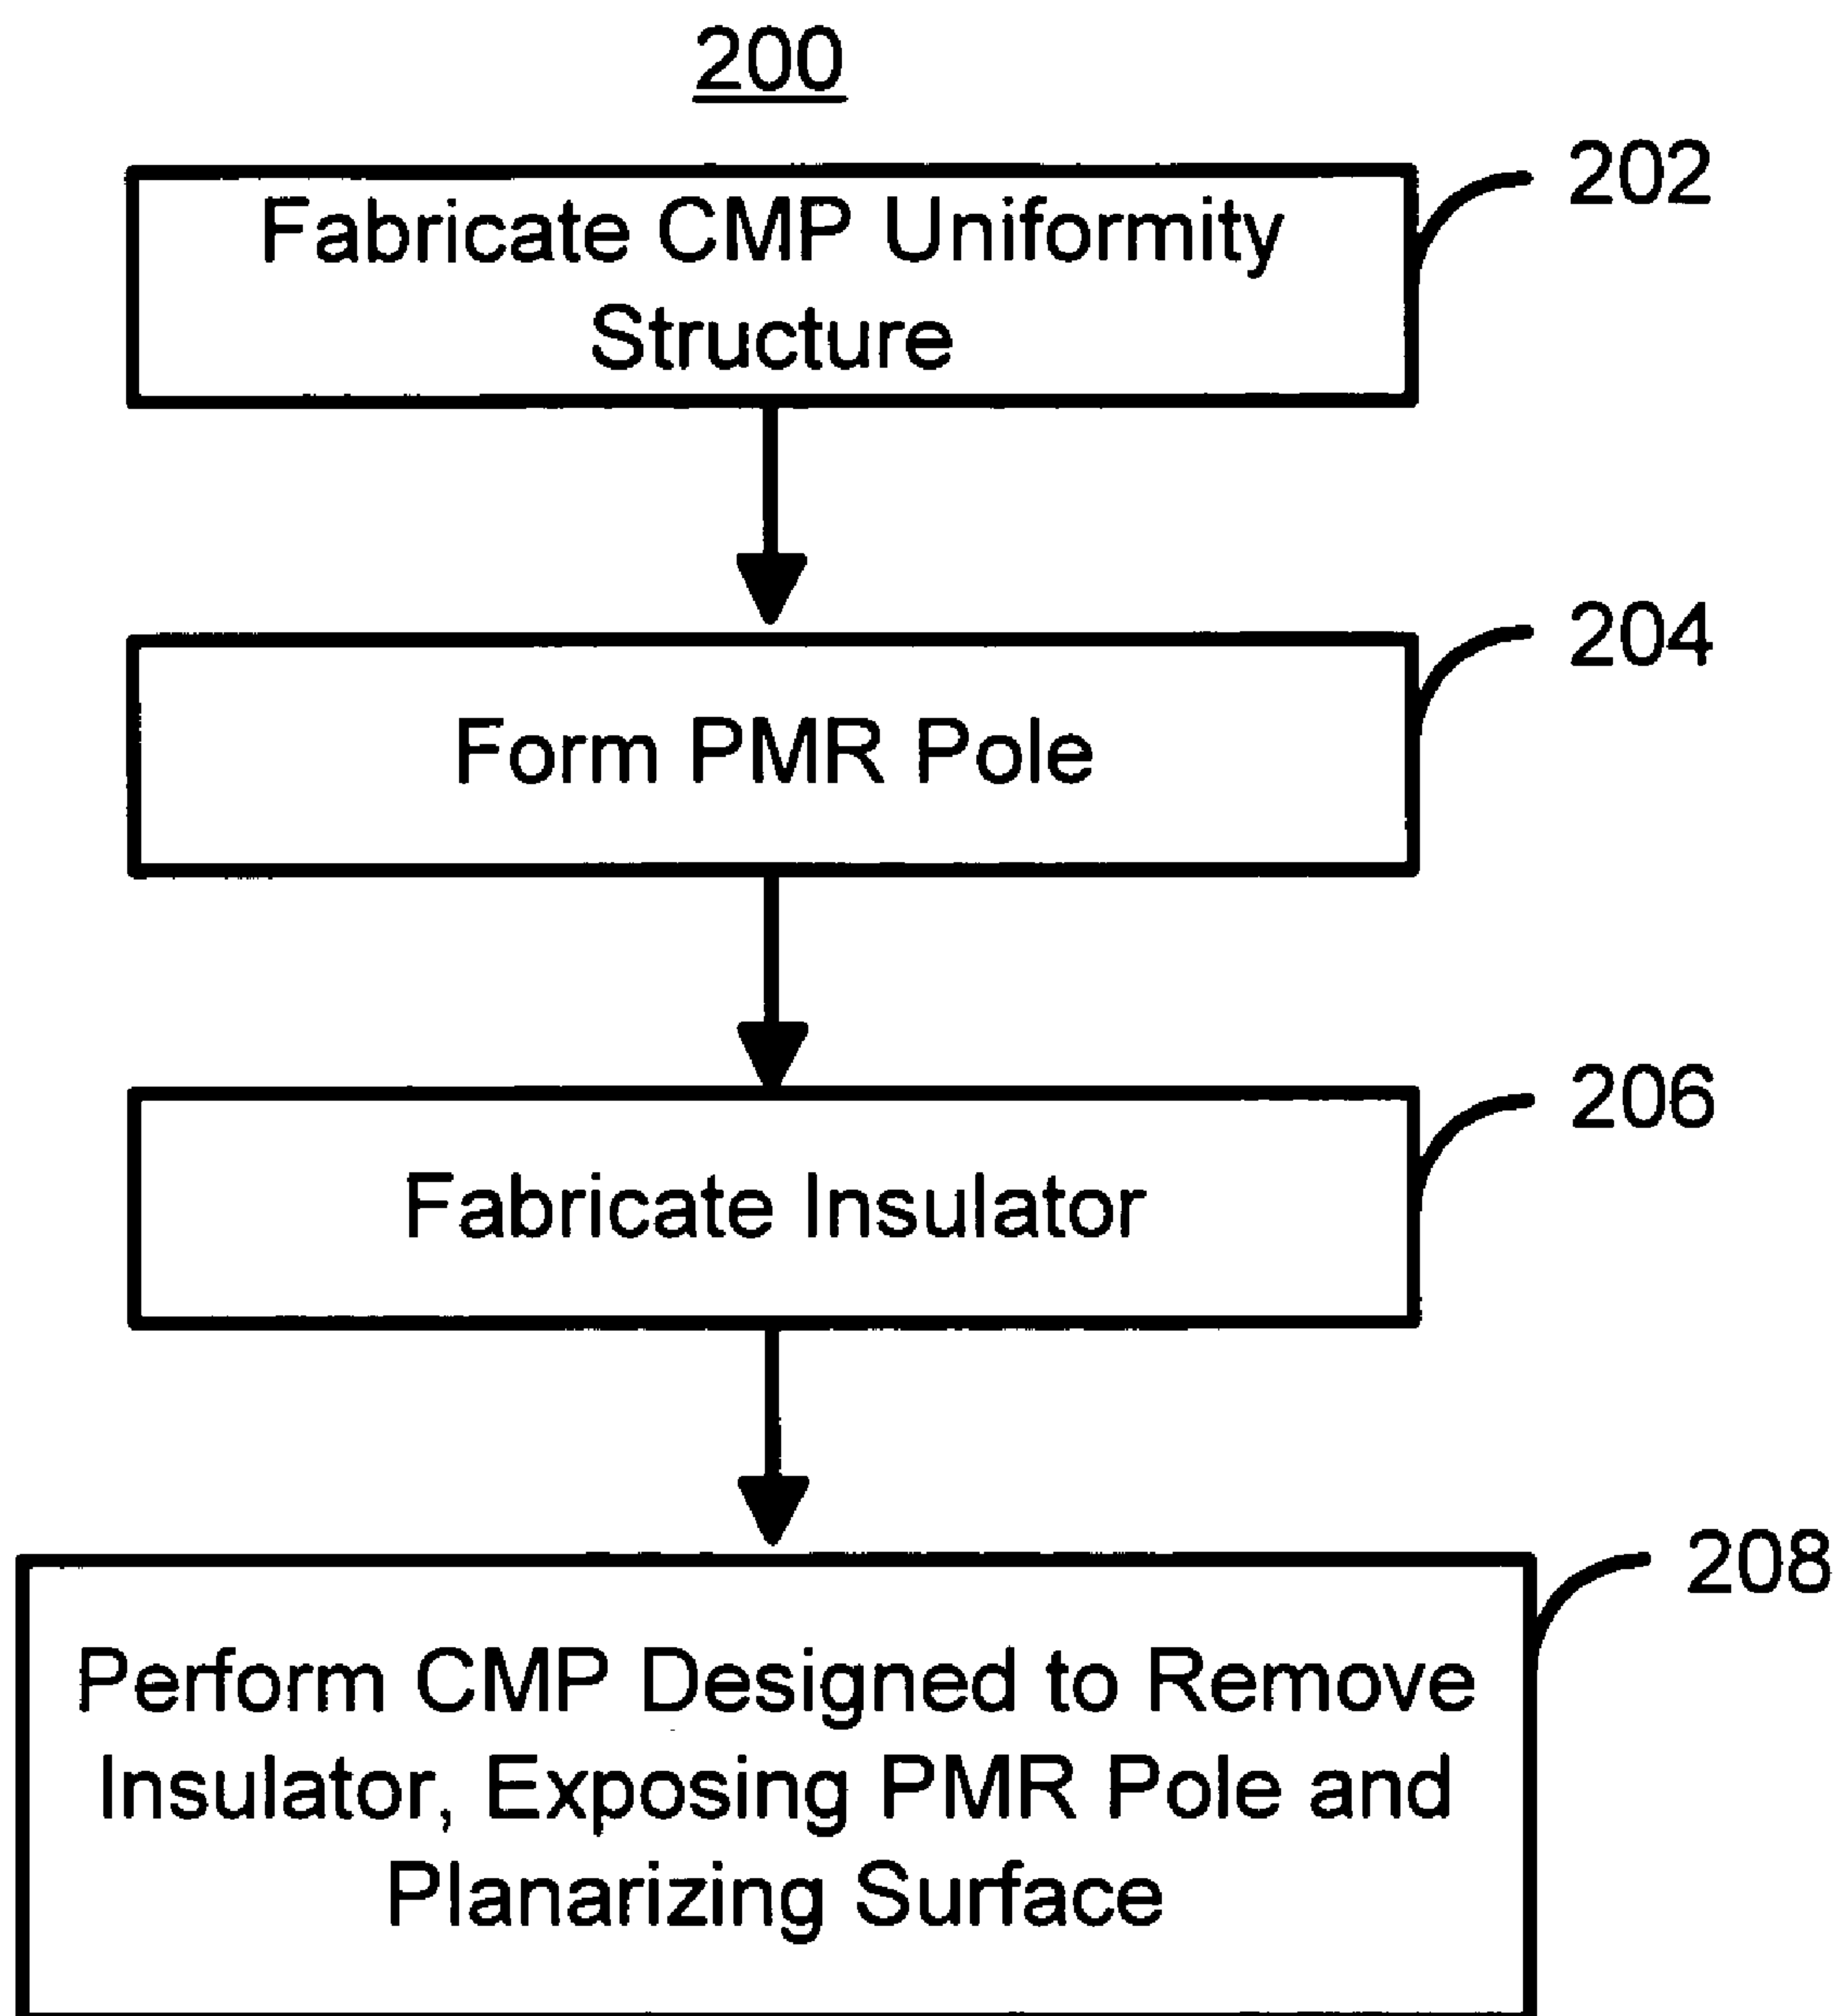 200
202
Fabricate CMP Uniformity
Structure
204
Form PMR Pole
206
Fabricate Insulator
208
Perform CMP Designed to Remove
Insulator, Exposing PMR Pole and
Planarizing Surface